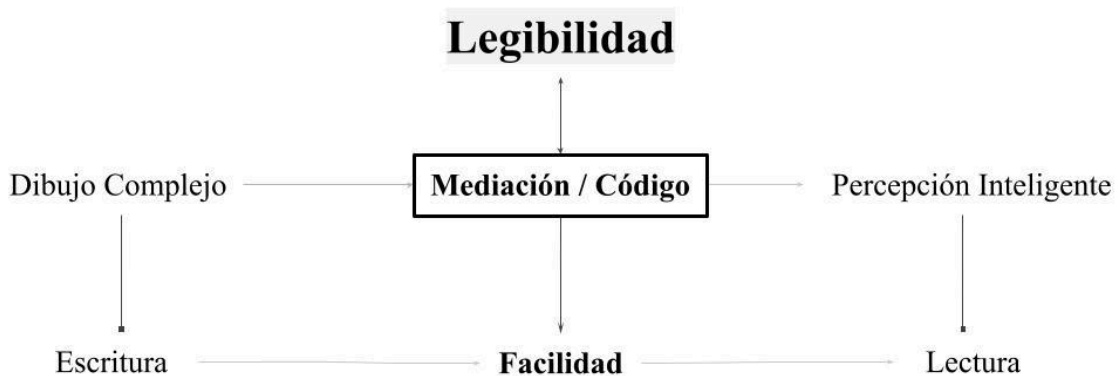 Legibilidad
Dibujo Complejo
Mediación / Código
Percepción Inteligente
Escritura
Facilidad
Lectura